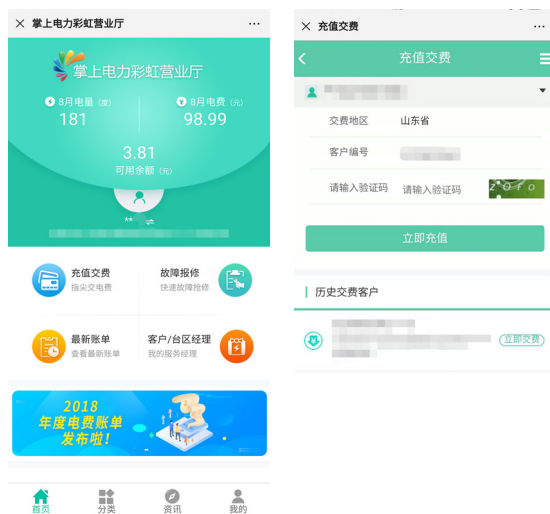 掌上电力彩虹营业厅
掌上电力彩虹营业厅
8月电量（度）
181
8月电费（元）
98.99
3.81
可用余额（元）
**
充值交费
指尖交电费
故障报修
快速故障抢修
最新账单
查看最新账单
客户/台区经理
我的服务经理
2018
年度电费账单
发布啦！
首页
分类
资讯
我的
充值交费
充值交费
交费地区 山东省
客户编号
请输入验证码 请输入验证码
立即充值
历史交费客户
立即交费